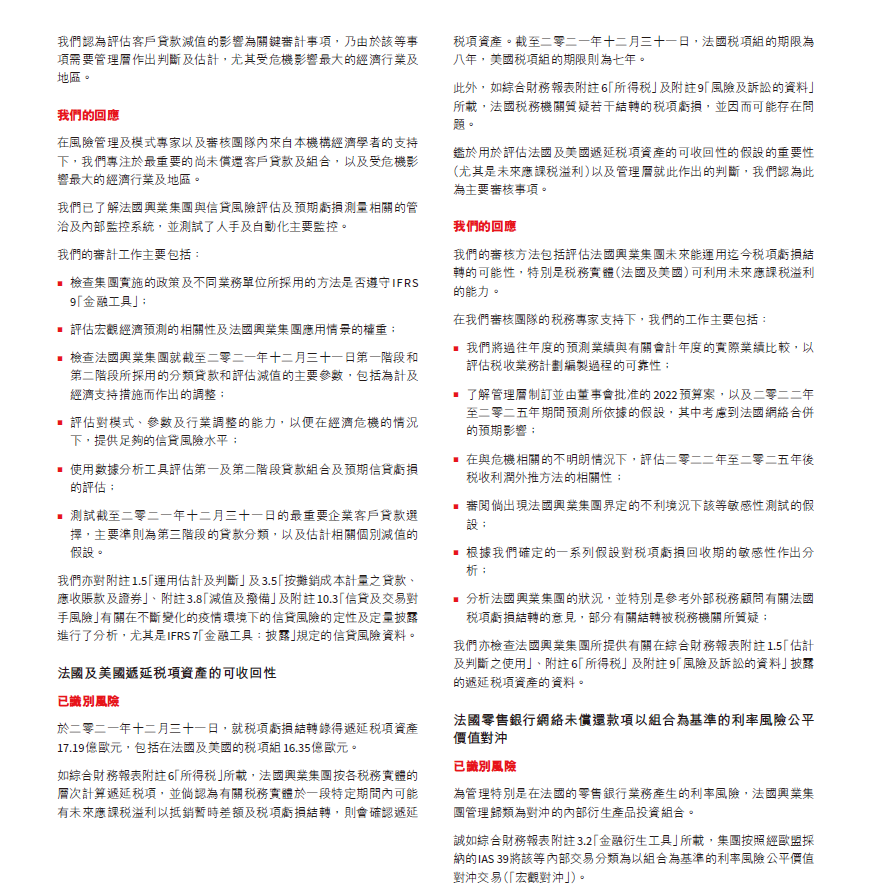 我們認為評估客戶貸款減值的影響為關鍵審計事項，乃由於該等事
項需要管理層作出判斷及估計，尤其受危機影響最大的經濟行業及
地區。
我們的回應
在風險管理及模式專家以及審核團隊內來自本機構經濟學者的支持
下，我們專注於最重要的尚未償還客戶貸款及組合，以及受危機影
響最大的經濟行業及地區。
我們已了解法國興業集團與信貸風險評估及預期虧損測量相關的管
治及內部監控系統，並測試了人手及自動化主要監控。
我們的審計工作主要包括：
■ 檢查集團實施的政策及不同業務單位所採用的方法是否遵守IFRS
9「金融工具」；
■ 評估宏觀經濟預測的相關性及法國興業集團應用情景的權重；
■ 檢查法國興業集團就截至二零二一年十二月三十一日第一階段和
第二階段所採用的分類貸款和評估減值的主要參數，包括為計及
經濟支持措施而作出的調整；
■ 評估對模式、參數及行業調整的能力，以便在經濟危機的情況
下，提供足夠的信貸風險水平；
■ 使用數據分析工具評估第一及第二階段貸款組合及預期信貸虧損
的評估；
■ 測試截至二零二一年十二月三十一日的最重要企業客戶貸款選
擇，主要準則為第三階段的貸款分類，以及估計相關個別減值的
假設。
我們亦對附註1.5「運用估計及判斷」及3.5「按攤銷成本計量之貸款、
應收賬款及證券」、附註3.8「減值及撥備」及附註10.3「信貸及交易對
手風險」有關在不斷變化的疫情環境下的信貸風險的定性及定量披露
進行了分析，尤其是IFRS 7「金融工具：披露」規定的信貸風險資料。
法國及美國遞延稅項資產的可收回性
已識別風險
於二零二一年十二月三十一日，就稅項虧損結轉錄得遞延稅項資產
17.19億歐元，包括在法國及美國的稅項組16.35億歐元。
如綜合財務報表附註6「所得稅」所載，法國興業集團按各稅務實體的
層次計算遞延稅項，並倘認為有關稅務實體於一段特定期間內可能
有未來應課稅溢利以抵銷暫時差額及稅項虧損結轉，則會確認遞延
稅項資產。截至二零二一年十二月三十一日，法國稅項組的期限為
八年，美國稅項組的期限則為七年。
此外，如綜合財務報表附註6「所得稅」及附註9「風險及訴訟的資料」
所載，法國稅務機關質疑若干結轉的稅項虧損，並因而可能存在問
題。
鑑於用於評估法國及美國遞延稅項資產的可收回性的假設的重要性
（尤其是未來應課稅溢利）以及管理層就此作出的判斷，我們認為此
為主要審核事項。
我們的回應
我們的審核方法包括評估法國興業集團未來能運用迄今稅項虧損結
轉的可能性，特別是稅務實體（法國及美國）可利用未來應課稅溢利
的能力。
在我們審核團隊的稅務專家支持下，我們的工作主要包括：
■ 我們將過往年度的預測業績與有關會計年度的實際業績比較，以
評估稅收業務計劃編製過程的可靠性；
■ 了解管理層制訂並由董事會批准的2022預算案，以及二零二二年
至二零二五年期間預測所依據的假設，其中考慮到法國網絡合併
的預期影響；
■ 在與危機相關的不明朗情況下，評估二零二二年至二零二五年後
稅收利潤外推方法的相關性；
■ 審閱倘出現法國興業集團界定的不利境況下該等敏感性測試的假
設；
■ 根據我們確定的一系列假設對稅項虧損回收期的敏感性作出分
析；
■ 分析法國興業集團的狀況，並特別是參考外部稅務顧問有關法國
稅項虧損結轉的意見，部分有關結轉被稅務機關所質疑；
我們亦檢查法國興業集團所提供有關在綜合財務報表附註1.5「估計
及判斷之使用」、附註6「所得稅」及附註9「風險及訴訟的資料」披露
的遞延稅項資產的資料。
法國零售銀行網絡未償還款項以組合為基準的利率風險公平
價值對沖
已識別風險
為管理特別是在法國的零售銀行業務產生的利率風險，法國興業集
團管理歸類為對沖的內部衍生產品投資組合。
誠如綜合財務報表附註3.2「金融衍生工具」所載，集團按照經歐盟採
納的IAS 39將該等內部交易分類為以組合為基準的利率風險公平價值
對沖交易（「宏觀對沖」）。